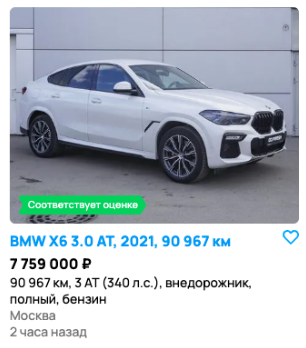 Соответствует оценке
BMW X6 3.0 AT, 2021, 90 967 км
7 759 000 ₽
90 967 км, 3 AT (340 л.с.), внедорожник,
полный, бензин
Москва
2 часа назад